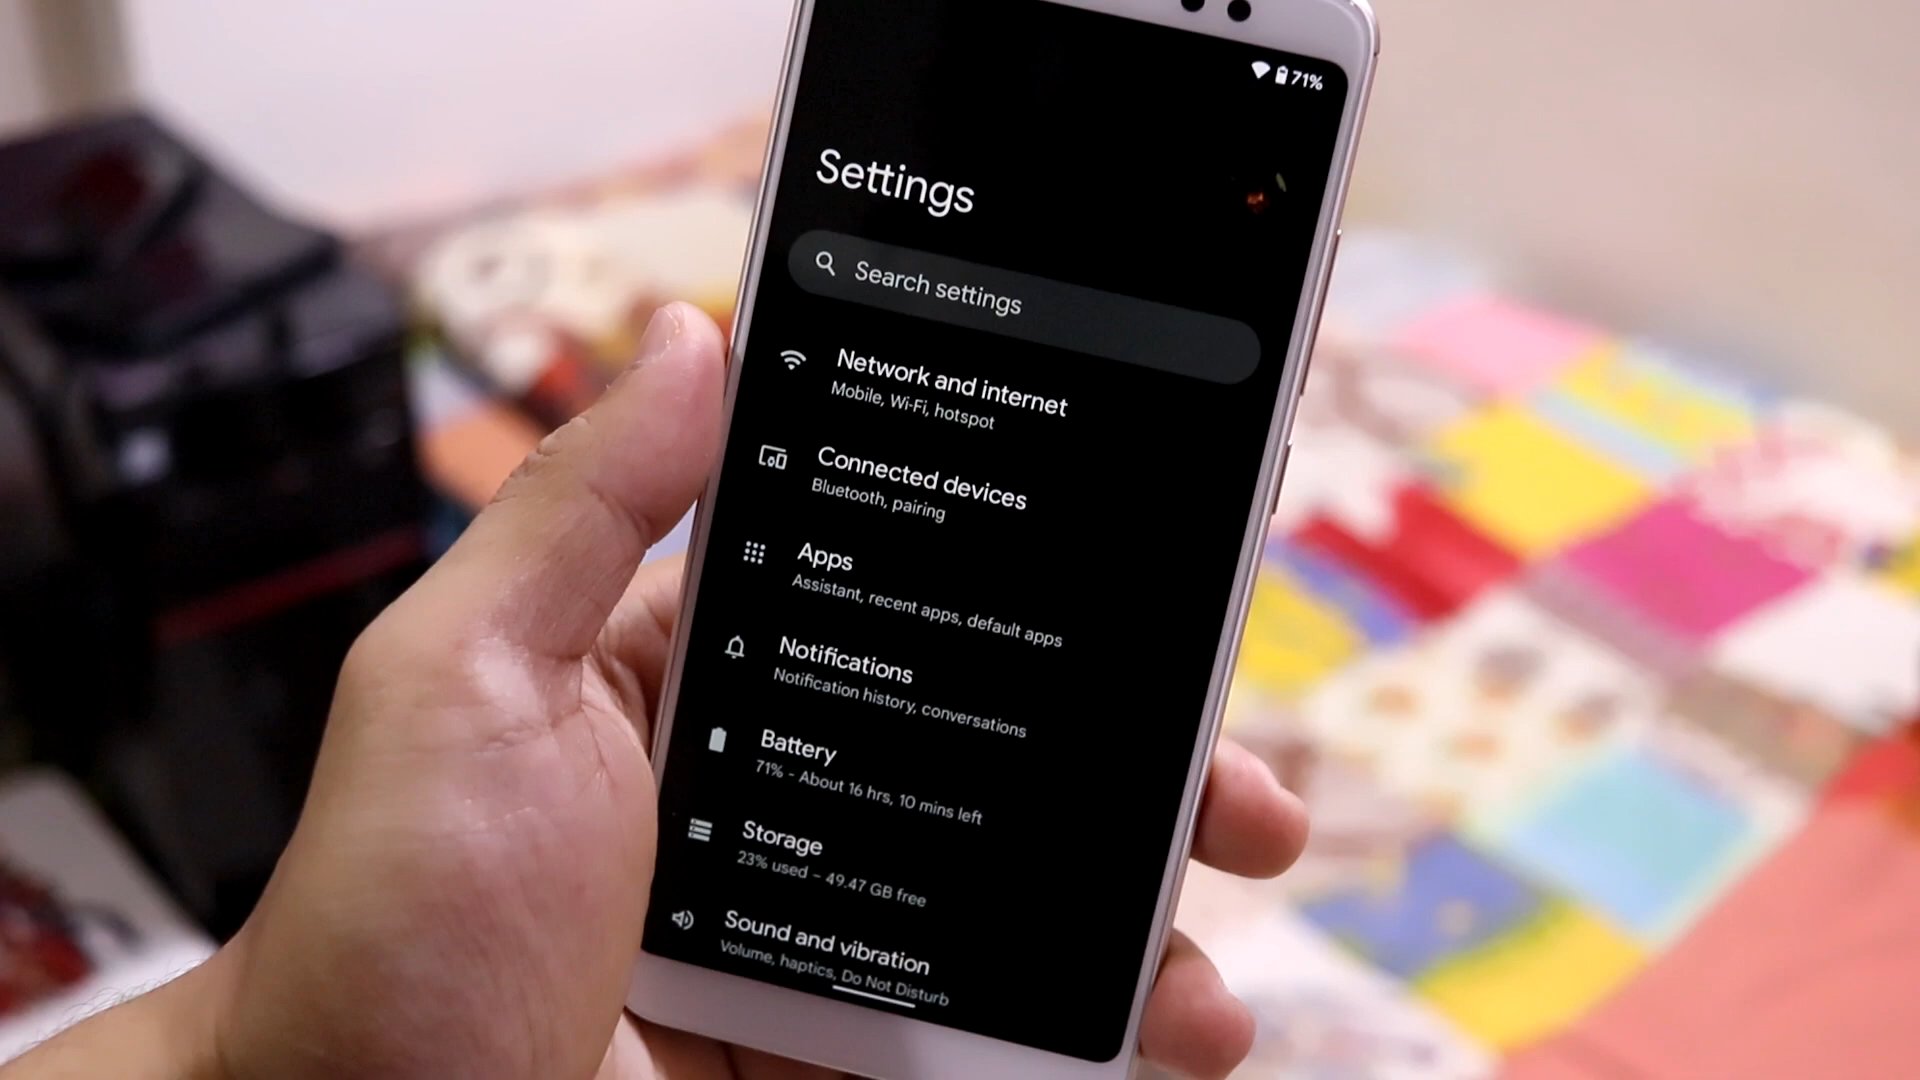 71%
Settings
Search settings
Network and internet
Mobile, Wi-Fi, hotspot
Connected devices
Bluetooth, pairing
Apps
Assistant, recent apps, default apps
Notifications
Notification history, conversations
Battery
71% - About 16 hrs, 10 mins left
Storage
23% used – 49.47 GB free
Sound and vibration
Volume, haptics, Do Not Disturb